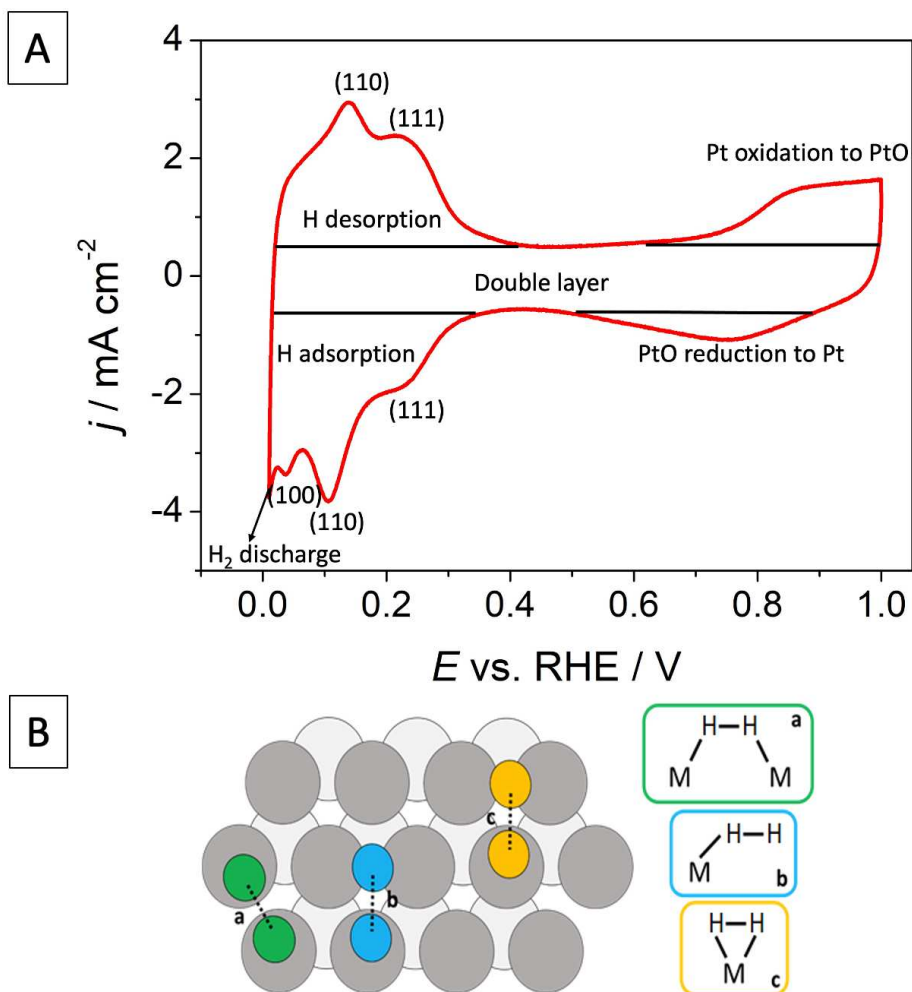 A
4
2
0
-2
-4
j / mA cm⁻²
(110)
(111)
Pt oxidation to PtO
H desorption
Double layer
H adsorption
PtO reduction to Pt
(111)
(100)
(110)
H₂ discharge
0.0 0.2 0.4 0.6 0.8 1.0
E vs. RHE / V
B
a
b
c
H—H a
M M
H—H
M b
H—H
M c